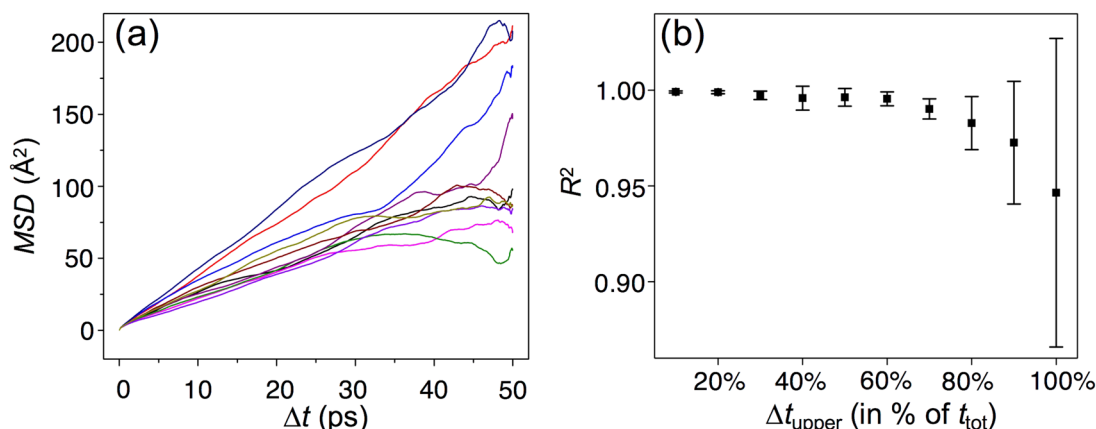 (a)
MSD (Å²)
200
150
100
50
0
0 10 20 30 40 50
Δt (ps)
(b)
R²
1.00
0.95
0.90
20% 40% 60% 80% 100%
Δt_upper (in % of t_tot)